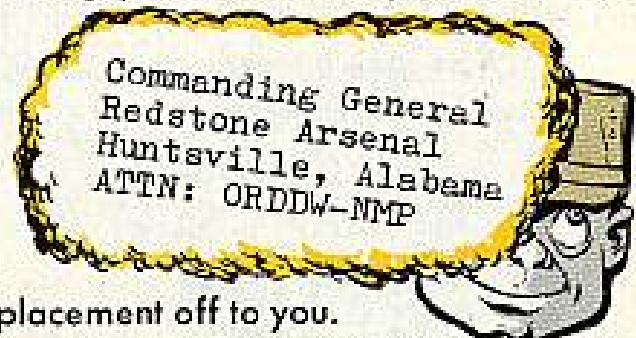 Commanding General
Redstone Arsenal
Huntsville, Alabama
ATTN: ORDDW-NMP
placement off to you.